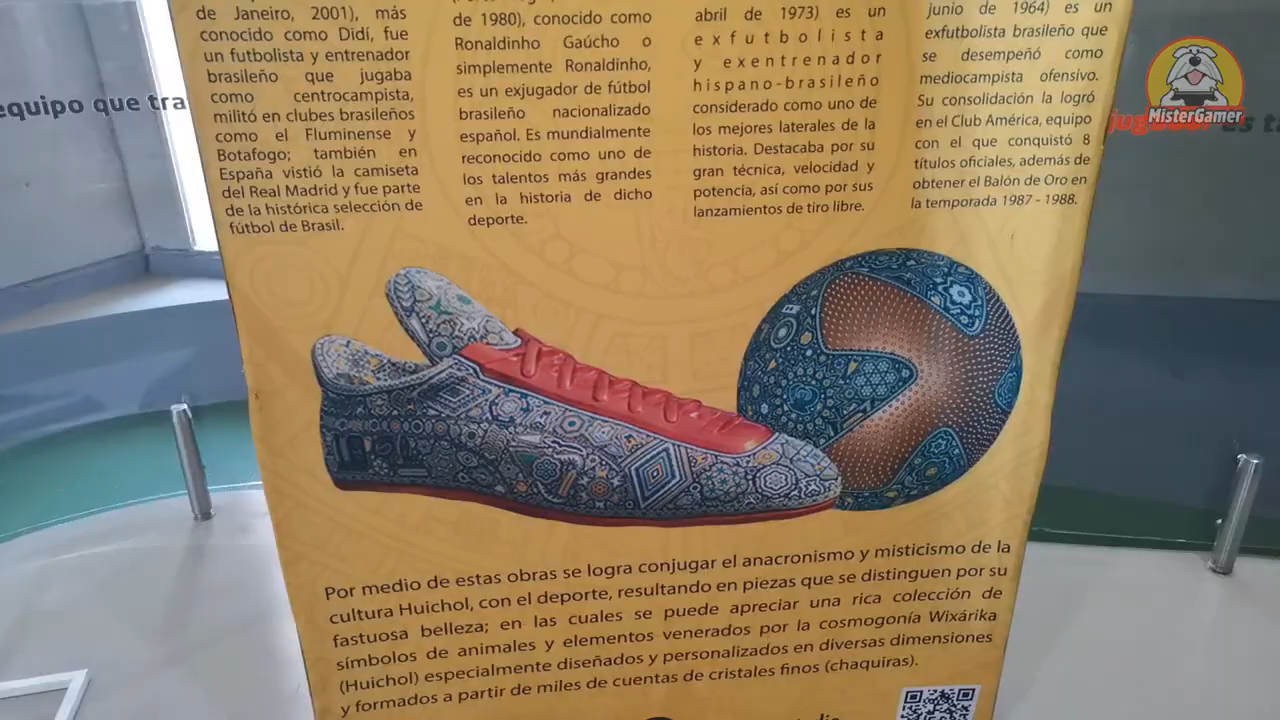 de Janeiro, 2001), más
conocido como Didí, fue
un futbolista y entrenador
brasileño que jugaba
como centrocampista,
militó en clubes brasileños
como el Fluminense y
Botafogo; también en
España vistió la camiseta
del Real Madrid y fue parte
de la histórica selección de
fútbol de Brasil.
de 1980), conocido como
Ronaldinho Gaúcho o
simplemente Ronaldinho,
es un exjugador de fútbol
brasileño nacionalizado
español. Es mundialmente
reconocido como uno de
los talentos más grandes
en la historia de dicho
deporte.
abril de 1973) es un
exfutbolista
y exentrenador
hispano-brasileño
considerado como uno de
los mejores laterales de la
historia. Destacaba por su
gran técnica, velocidad y
potencia, así como por sus
lanzamientos de tiro libre.
junio de 1964) es un
exfutbolista brasileño que
se desempeñó como
mediocampista ofensivo.
Su consolidación la logró
en el Club América, equipo
con el que conquistó 8
títulos oficiales, además de
obtener el Balón de Oro en
la temporada 1987 - 1988.
equipo que tra
jugador es t
MisterGamer
Por medio de estas obras se logra conjugar el anacronismo y misticismo de la
cultura Huichol, con el deporte, resultando en piezas que se distinguen por su
fastuosa belleza; en las cuales se puede apreciar una rica colección de
símbolos de animales y elementos venerados por la cosmogonía Wixárika
(Huichol) especialmente diseñados y personalizados en diversas dimensiones
y formados a partir de miles de cuentas de cristales finos (chaquiras).